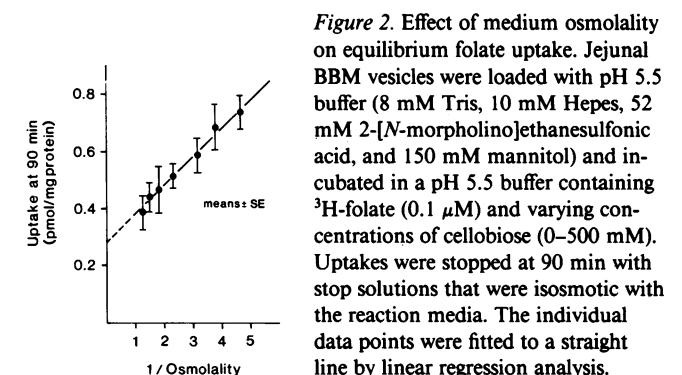 Figure 2. Effect of medium osmolality
on equilibrium folate uptake. Jejunal
BBM vesicles were loaded with pH 5.5
buffer (8 mM Tris, 10 mM Hepes, 52
mM 2-[N-morpholino]ethanesulfonic
acid, and 150 mM mannitol) and in-
cubated in a pH 5.5 buffer containing
³H-folate (0.1 μM) and varying con-
centrations of cellobiose (0–500 mM).
Uptakes were stopped at 90 min with
stop solutions that were isosmotic with
the reaction media. The individual
data points were fitted to a straight
line by linear regression analysis.
Uptake at 90 min
(pmol/mgprotein)
0.8
0.6
0.4
0.2
means± SE
1 2 3 4 5
1/Osmolality